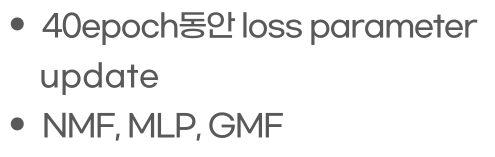 • 40epoch동안 loss parameter
update
• NMF, MLP, GMF